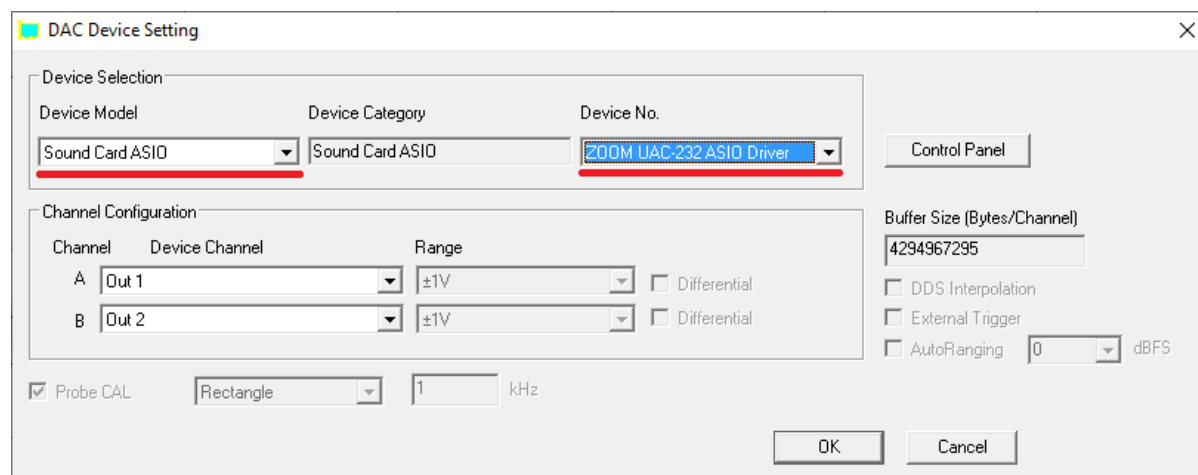 DAC Device Setting
Device Selection
Device Model Device Category Device No.
Sound Card ASIO Sound Card ASIO ZOOM UAC-232 ASIO Driver Control Panel
Channel Configuration
Buffer Size (Bytes/Channel)
Channel Device Channel Range
4294967295
A Out 1 ±1V Differential
DDS Interpolation
B Out 2 ±1V Differential
External Trigger
AutoRanging 0 dBFS
Probe CAL Rectangle 1 kHz
OK Cancel